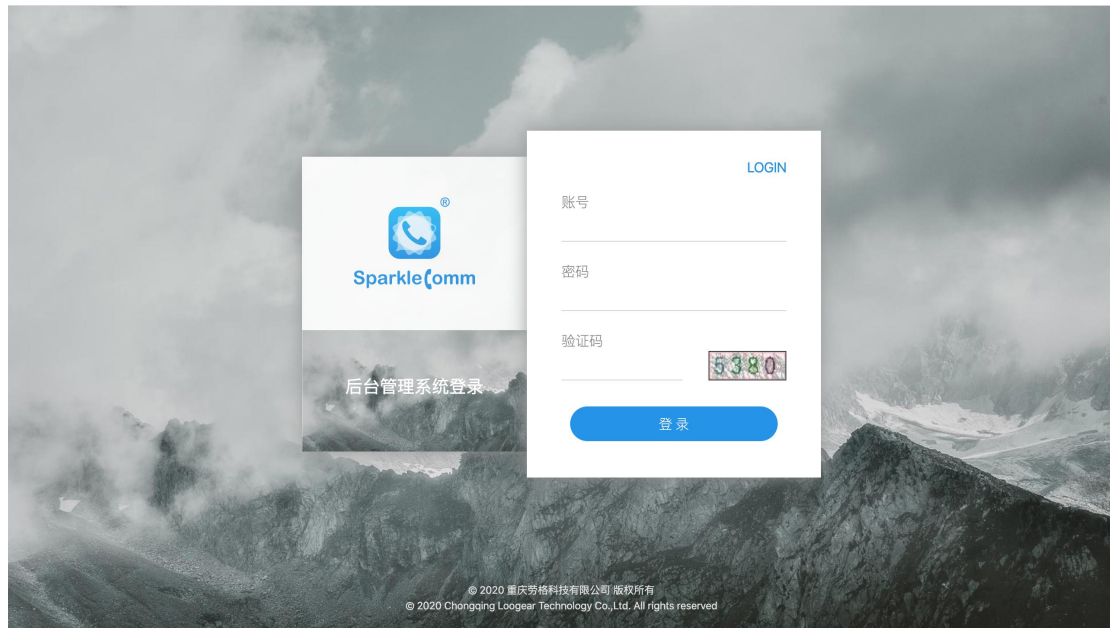 ®
SparkleComm
后台管理系统登录
LOGIN
账号
密码
验证码
5380
登录
© 2020 重庆劳格科技有限公司 版权所有
© 2020 Chongqing Loogear Technology Co.,Ltd. All rights reserved